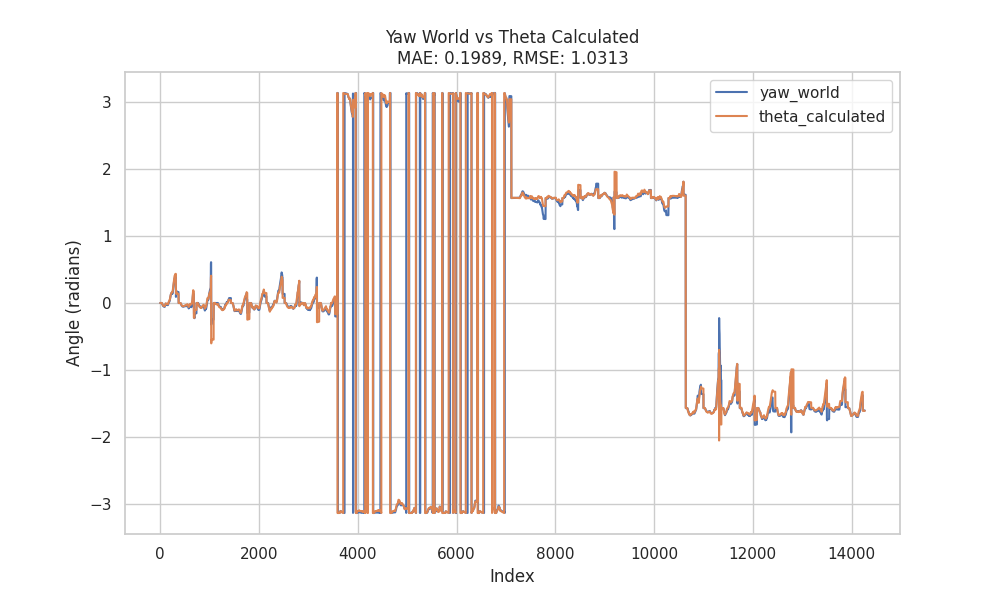 Yaw World vs Theta Calculated
MAE: 0.1989, RMSE: 1.0313
yaw_world
theta_calculated
Angle (radians)
3
2
1
0
−1
−2
−3
0 2000 4000 6000 8000 10000 12000 14000
Index